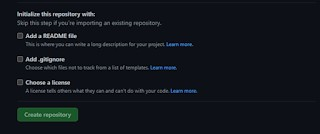 Initialize this repository with:
Skip this step if you're importing an existing repository.
Add a README file
This is where you can write a long description for your project. Learn more.
Add .gitignore
Choose which files not to track from a list of templates. Learn more.
Choose a license
A license tells others what they can and can't do with your code. Learn more.
Create repository